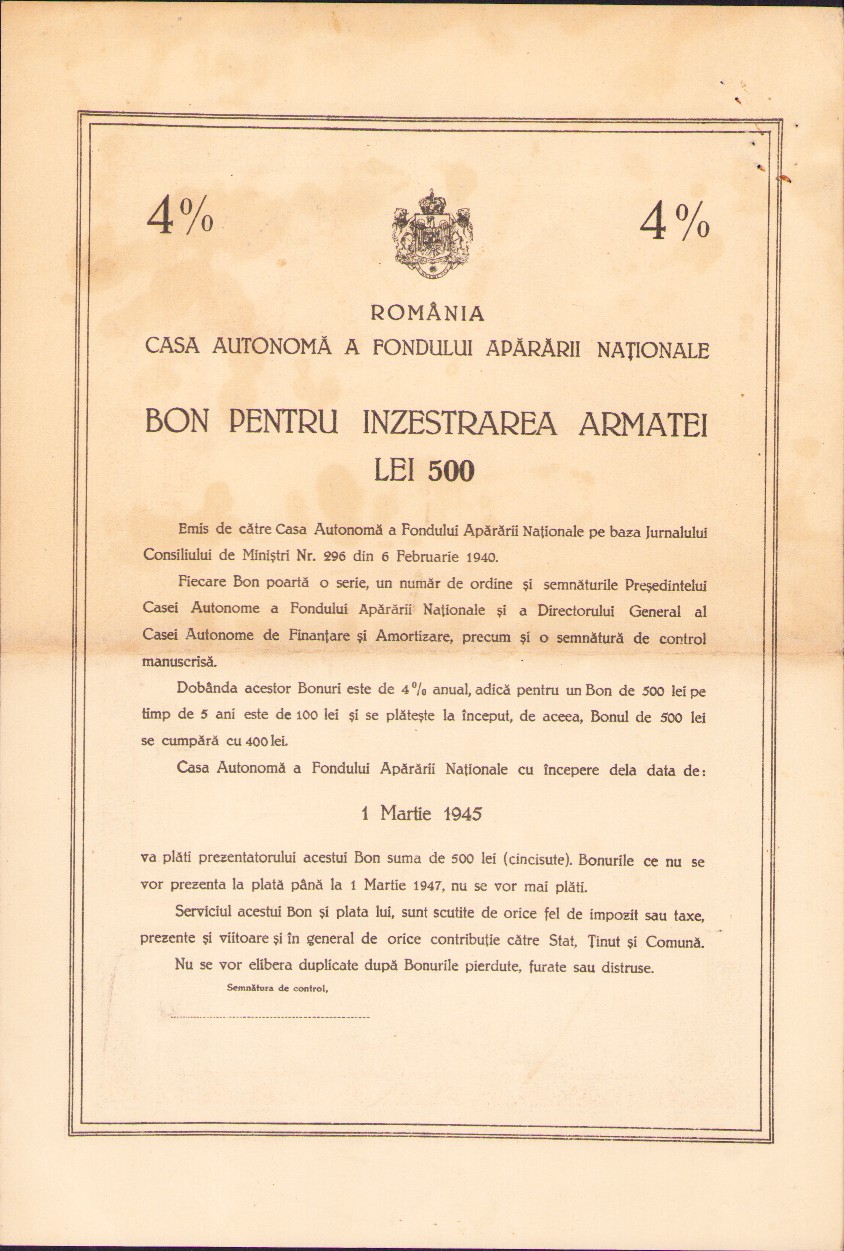 4% 4%
ROMÂNIA
CASA AUTONOMĂ A FONDULUI APĂRĂRII NAȚIONALE
BON PENTRU INZESTRAREA ARMATEI
LEI 500
Emis de către Casa Autonomă a Fondului Apărării Naționale pe baza Jurnalului
Consiliului de Miniștri Nr. 296 din 6 Februarie 1940.
Fiecare Bon poartă o serie, un număr de ordine și semnăturile Președintelui
Casei Autonome a Fondului Apărării Naționale și a Directorului General al
Casei Autonome de Finanțare și Amortizare, precum și o semnătură de control
manuscrisă.
Dobânda acestor Bonuri este de 4% anual, adică pentru un Bon de 500 lei pe
timp de 5 ani este de 100 lei și se plătește la început, de aceea, Bonul de 500 lei
se cumpără cu 400 lei.
Casa Autonomă a Fondului Apărării Naționale cu începere dela data de:
1 Martie 1945
va plăti prezentatorului acestui Bon suma de 500 lei (cincisute). Bonurile ce nu se
vor prezenta la plată până la 1 Martie 1947, nu se vor mai plăti.
Serviciul acestui Bon și plata lui, sunt scutite de orice fel de impozit sau taxe,
prezente și viitoare și în general de orice contribuție către Stat, Ținut și Comună.
Nu se vor elibera duplicate după Bonurile pierdute, furate sau distruse.
Semnătura de control,